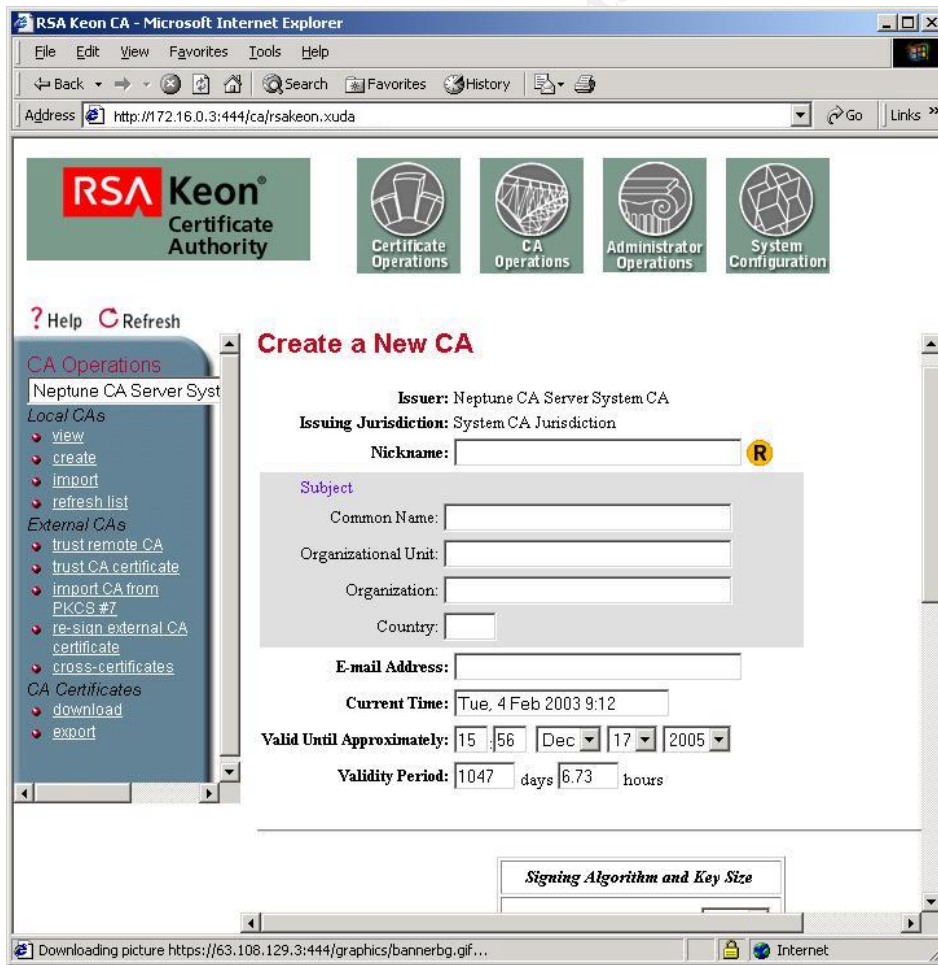 RSA Keon CA - Microsoft Internet Explorer
File Edit View Favorites Tools Help
Back Search Favorites History
Address http://172.16.0.3:444/ca/rsakeon.xuda Go Links »
RSA Keon®
Certificate
Authority
Certificate
Operations
CA
Operations
Administrator
Operations
System
Configuration
? Help Refresh
CA Operations
Neptune CA Server Syst
Local CAs
view
create
import
refresh list
External CAs
trust remote CA
trust CA certificate
import CA from
PKCS #7
re-sign external CA
certificate
cross-certificates
CA Certificates
download
export
Create a New CA
Issuer: Neptune CA Server System CA
Issuing Jurisdiction: System CA Jurisdiction
Nickname: R
Subject
Common Name:
Organizational Unit:
Organization:
Country:
E-mail Address:
Current Time: Tue, 4 Feb 2003 9:12
Valid Until Approximately: 15 :56 Dec 17 2005
Validity Period: 1047 days 6.73 hours
Signing Algorithm and Key Size
Downloading picture https://63.108.129.3:444/graphics/bannerbg.gif... Internet